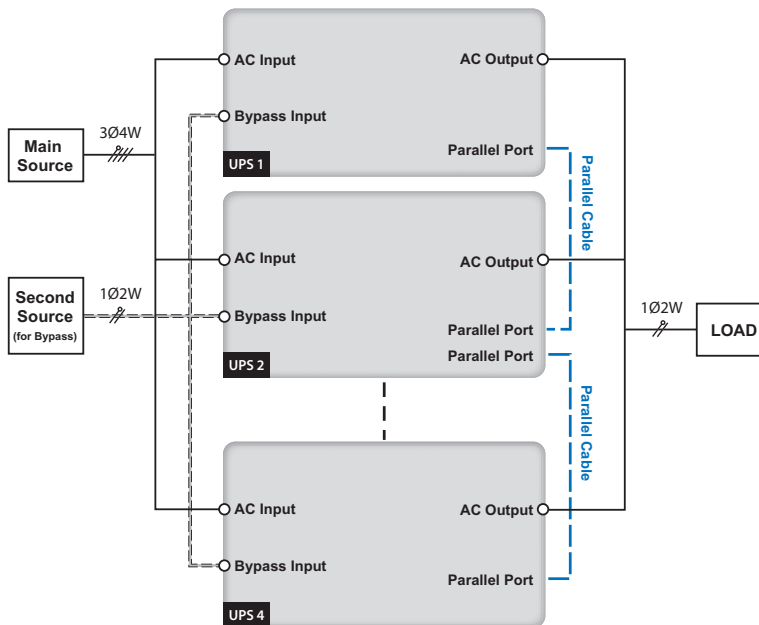 AC Input
AC Output
Bypass Input
3Ø4W
Main
Source
Parallel Port
UPS 1
Parallel Cable
AC Input
AC Output
1Ø2W
Second
Source
(for Bypass)
Bypass Input
Parallel Port
Parallel Port
UPS 2
1Ø2W
LOAD
Parallel Cable
AC Input
AC Output
Bypass Input
Parallel Port
UPS 4